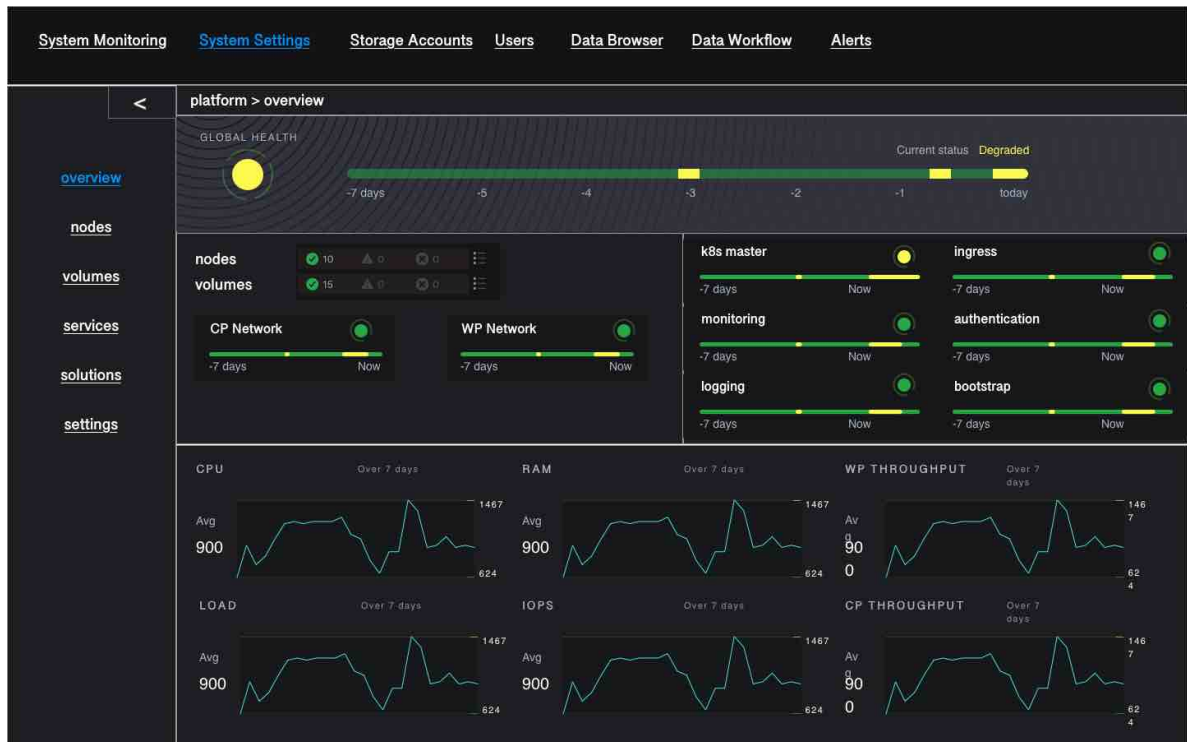 System Monitoring System Settings Storage Accounts Users Data Browser Data Workflow Alerts
<
platform > overview
overview
nodes
volumes
services
solutions
settings
GLOBAL HEALTH
Current status Degraded
-7 days -5 -4 -3 -2 -1 today
nodes 10 0 0
volumes 15 0 0
CP Network
-7 days Now
WP Network
-7 days Now
k8s master
-7 days Now
ingress
-7 days Now
monitoring
-7 days Now
authentication
-7 days Now
logging
-7 days Now
bootstrap
-7 days Now
CPU Over 7 days
1467
Avg
900
624
RAM Over 7 days
1467
Avg
900
624
WP THROUGHPUT Over 7
days
146
7
Av
g
90
0
62
4
LOAD Over 7 days
1467
Avg
900
624
IOPS Over 7 days
1467
Avg
900
624
CP THROUGHPUT Over 7
days
146
7
Av
g
90
0
62
4